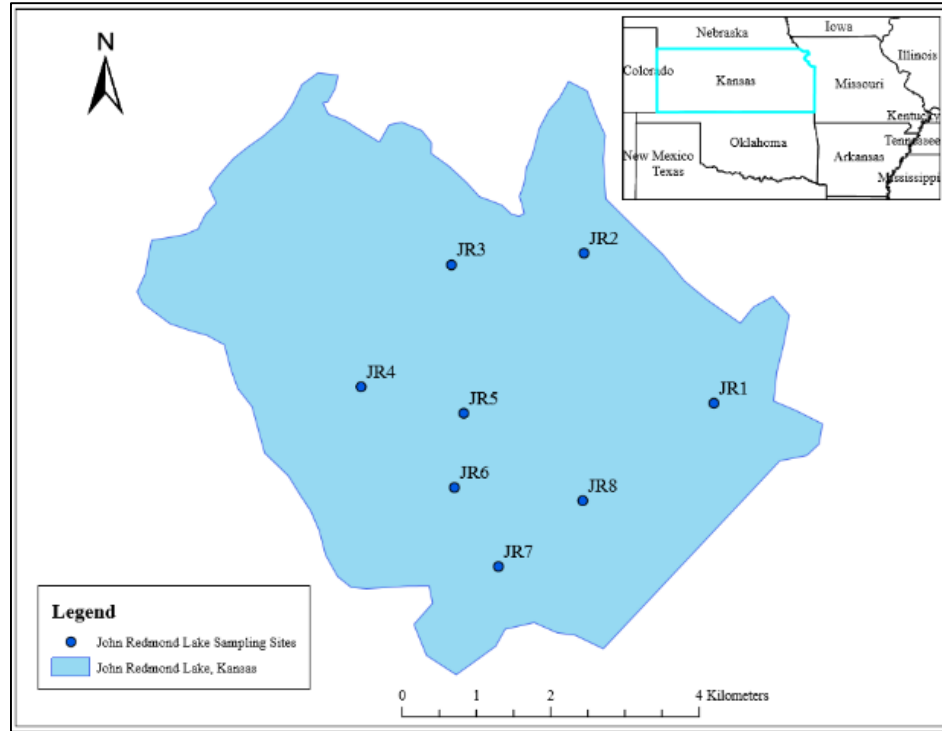 N
Nebraska
Iowa
Illinois
Colorado
Kansas
Missouri
Kentucky
Tennessee
Oklahoma
Arkansas
New Mexico
Texas
Mississippi
JR3
JR2
JR4
JR5
JR1
JR6
JR8
JR7
Legend
John Redmond Lake Sampling Sites
John Redmond Lake, Kansas
0 1 2 4 Kilometers